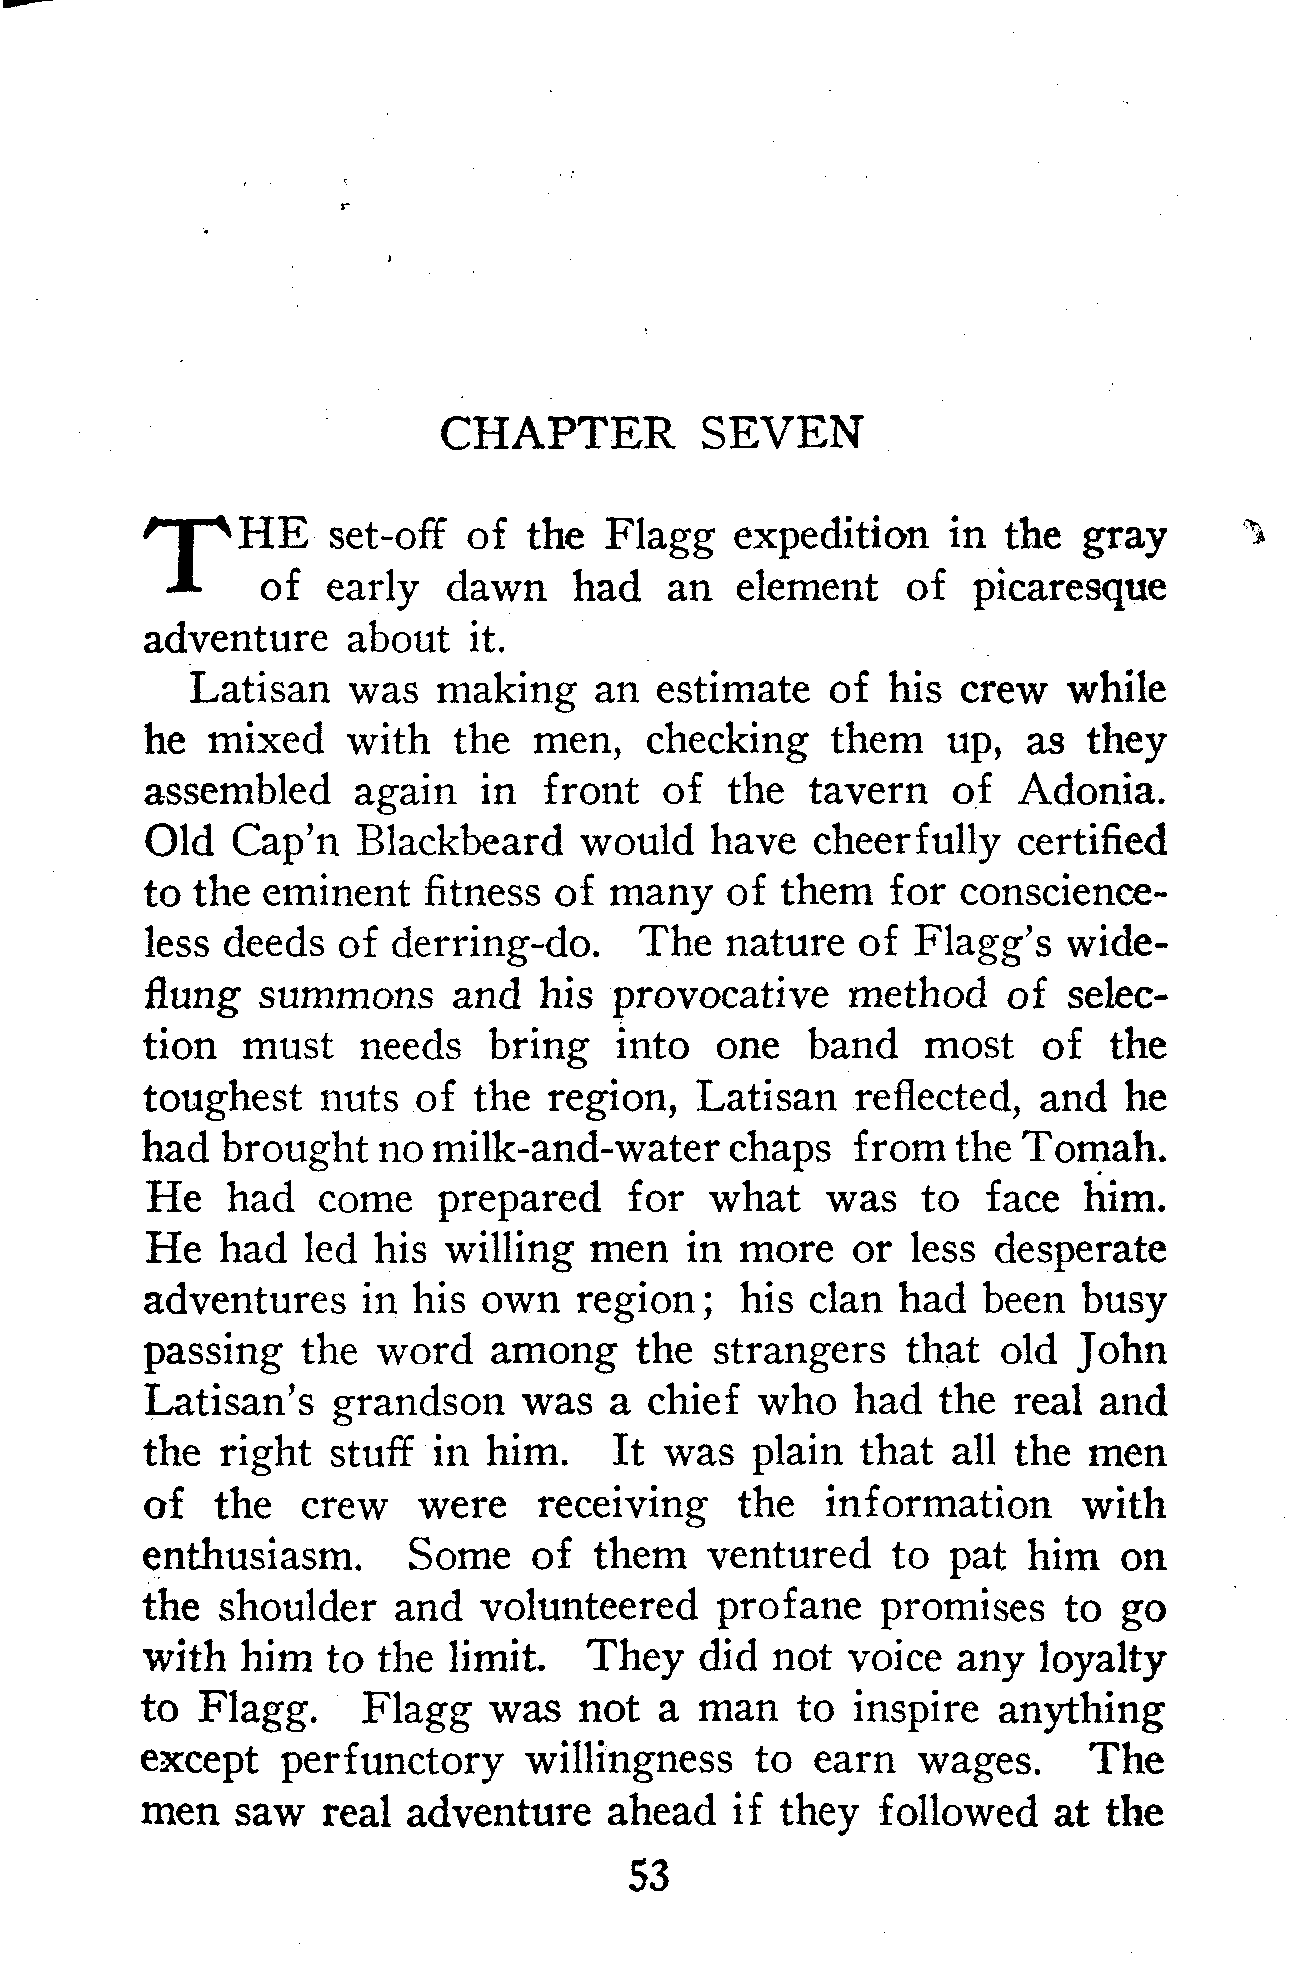 CHAPTER SEVEN
THE set-off of the Flagg expedition in the gray
of early dawn had an element of picaresque
adventure about it.
Latisan was making an estimate of his crew while
he mixed with the men, checking them up, as they
assembled again in front of the tavern of Adonia.
Old Cap'n Blackbeard would have cheerfully certified
to the eminent fitness of many of them for conscience-
less deeds of derring-do. The nature of Flagg's wide-
flung summons and his provocative method of selec-
tion must needs bring into one band most of the
toughest nuts of the region, Latisan reflected, and he
had brought no milk-and-water chaps from the Tomah.
He had come prepared for what was to face him.
He had led his willing men in more or less desperate
adventures in his own region; his clan had been busy
passing the word among the strangers that old John
Latisan's grandson was a chief who had the real and
the right stuff in him. It was plain that all the men
of the crew were receiving the information with
enthusiasm. Some of them ventured to pat him on
the shoulder and volunteered profane promises to go
with him to the limit. They did not voice any loyalty
to Flagg. Flagg was not a man to inspire anything
except perfunctory willingness to earn wages. The
men saw real adventure ahead if they followed at the
53